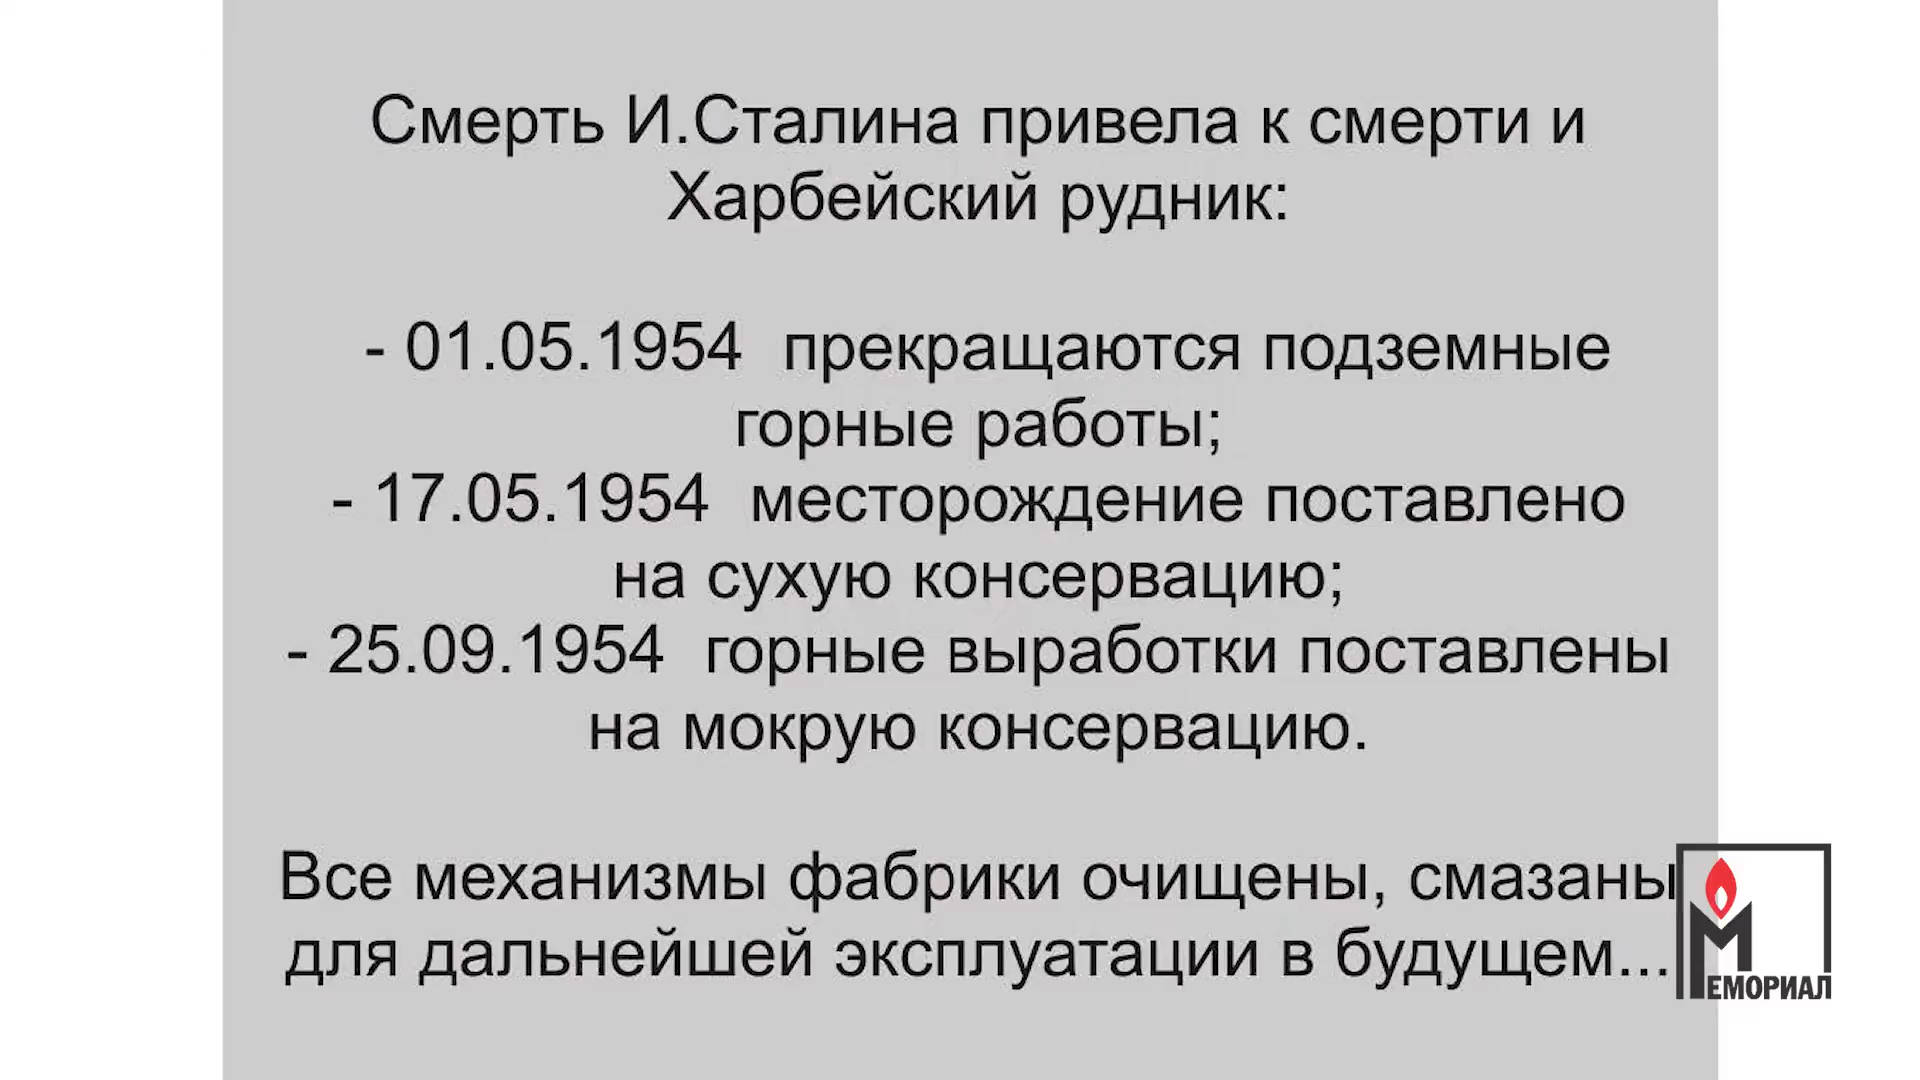 Смерть И.Сталина привела к смерти и
Харбейский рудник:
- 01.05.1954 прекращаются подземные
горные работы;
- 17.05.1954 месторождение поставлено
на сухую консервацию;
- 25.09.1954 горные выработки поставлены
на мокрую консервацию.
Все механизмы фабрики очищены, смазаны
для дальнейшей эксплуатации в будущем...
МЕМОРИАЛ